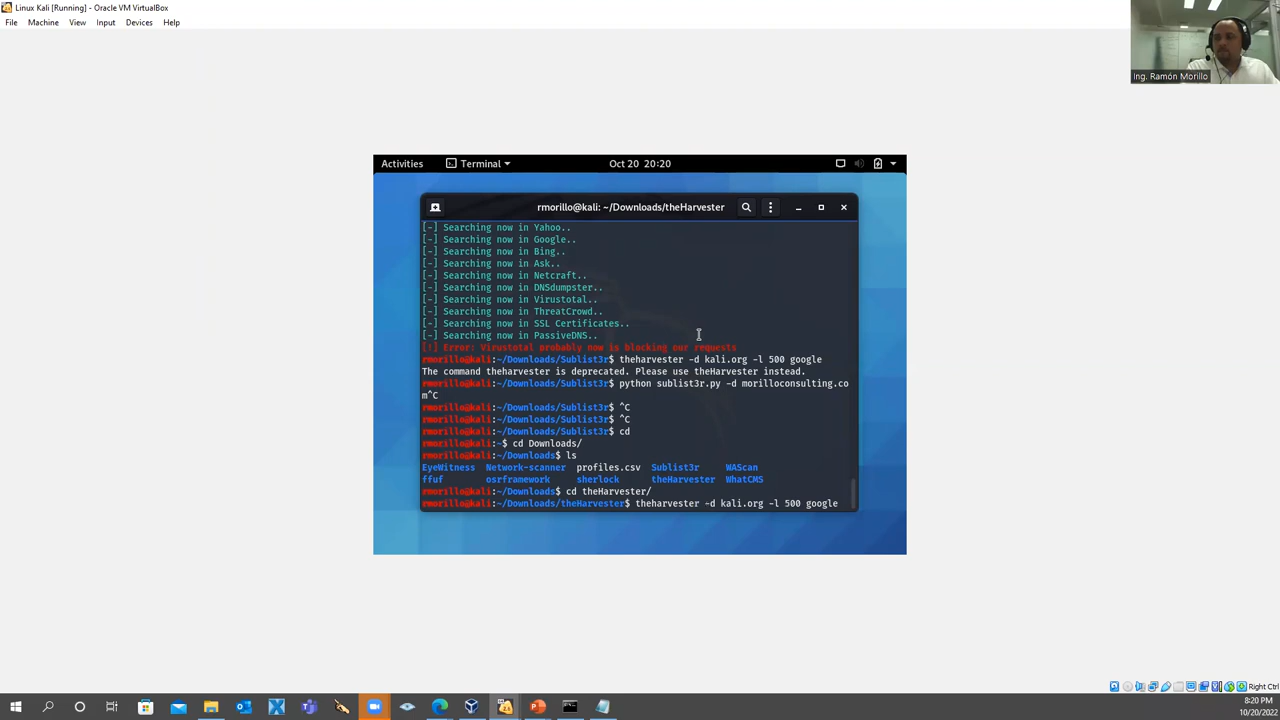 Linux Kali [Running] - Oracle VM VirtualBox
File Machine View Input Devices Help
Ing. Ramón Morillo
Activities Terminal Oct 20 20:20
rmorillo@kali: ~/Downloads/theHarvester
[-] Searching now in Yahoo..
[-] Searching now in Google..
[-] Searching now in Bing..
[-] Searching now in Ask..
[-] Searching now in Netcraft..
[-] Searching now in DNSdumpster..
[-] Searching now in Virustotal..
[-] Searching now in ThreatCrowd..
[-] Searching now in SSL Certificates..
[-] Searching now in PassiveDNS..
[!] Error: Virustotal probably now is blocking our requests
rmorillo@kali:~/Downloads/Sublist3r$ theharvester -d kali.org -l 500 google
The command theharvester is deprecated. Please use theHarvester instead.
rmorillo@kali:~/Downloads/Sublist3r$ python sublist3r.py -d morilloconsulting.co
m^C
rmorillo@kali:~/Downloads/Sublist3r$ ^C
rmorillo@kali:~/Downloads/Sublist3r$ ^C
rmorillo@kali:~/Downloads/Sublist3r$ cd
rmorillo@kali:~$ cd Downloads/
rmorillo@kali:~/Downloads$ ls
EyeWitness Network-scanner profiles.csv Sublist3r WAScan
ffuf osrframework sherlock theHarvester WhatCMS
rmorillo@kali:~/Downloads$ cd theHarvester/
rmorillo@kali:~/Downloads/theHarvester$ theharvester -d kali.org -l 500 google
Right Ctrl
8:20 PM
10/20/2022